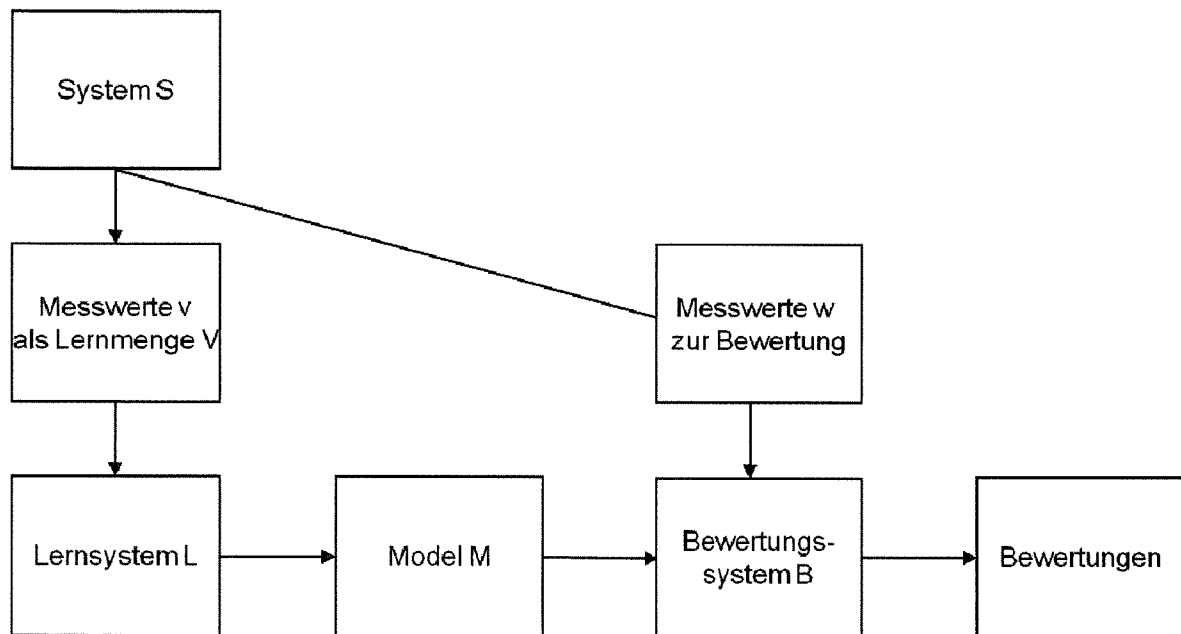 System S
Messwerte v
als Lernmenge V
Messwerte w
zur Bewertung
Lernsystem L
Model M
Bewertungs-
system B
Bewertungen